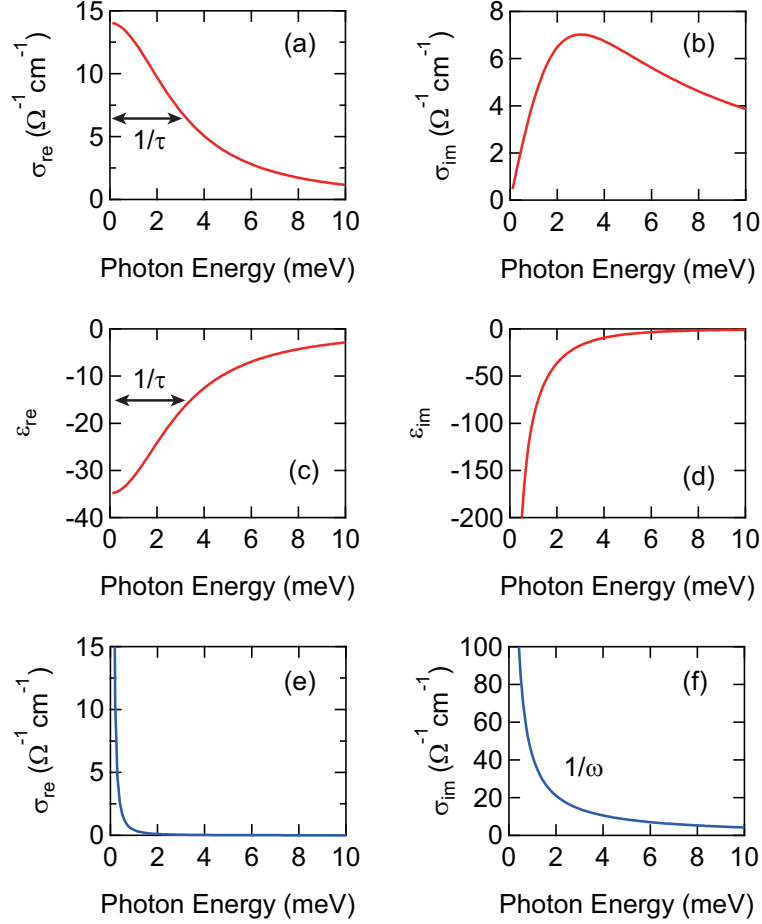 15
10
5
0
σre (Ω-1 cm-1)
(a)
1/τ
0 2 4 6 8 10
Photon Energy (meV)
8
6
4
2
0
σim (Ω-1 cm-1)
(b)
0 2 4 6 8 10
Photon Energy (meV)
0
-10
-20
-30
-40
εre
1/τ
(c)
0 2 4 6 8 10
Photon Energy (meV)
0
-50
-100
-150
-200
εim
(d)
0 2 4 6 8 10
Photon Energy (meV)
15
10
5
0
σre (Ω-1 cm-1)
(e)
0 2 4 6 8 10
Photon Energy (meV)
100
80
60
40
20
0
σim (Ω-1 cm-1)
(f)
1/ω
0 2 4 6 8 10
Photon Energy (meV)